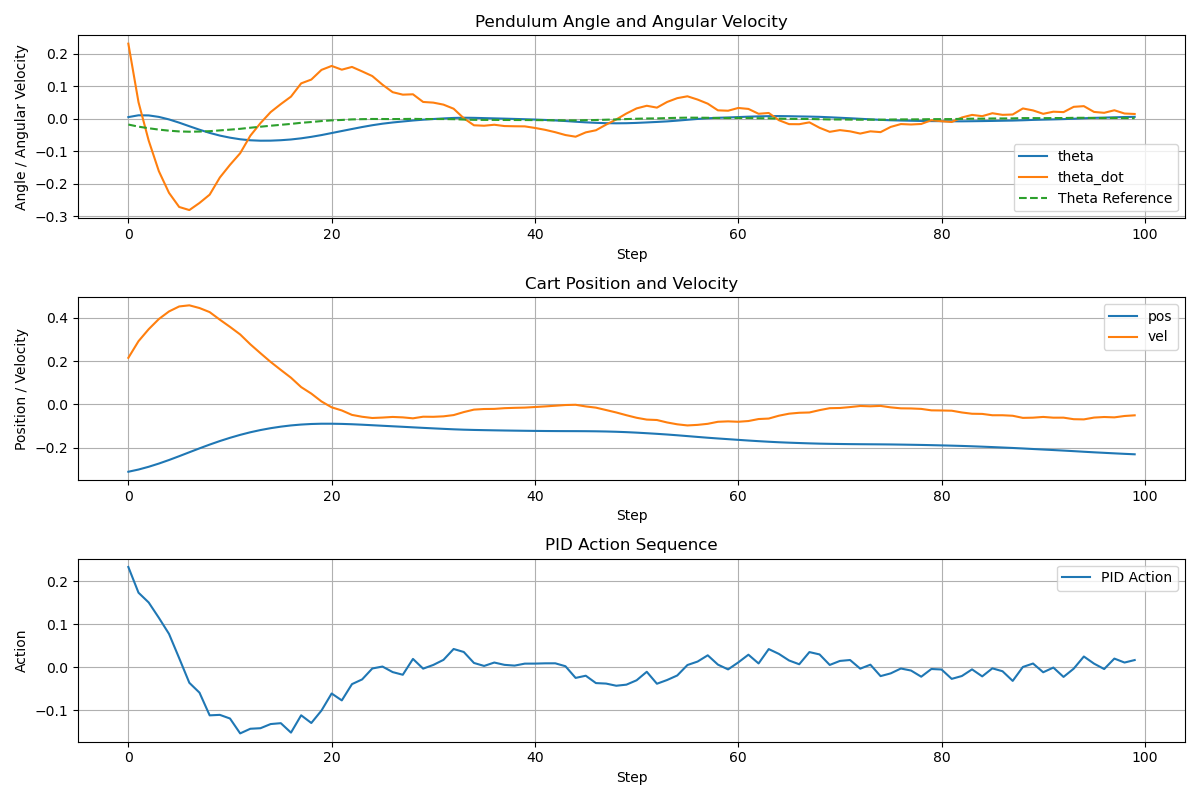 Pendulum Angle and Angular Velocity
Angle / Angular Velocity
0.2
0.1
0.0
−0.1
−0.2
−0.3
theta
theta_dot
Theta Reference
0 20 40 60 80 100
Step
Cart Position and Velocity
Position / Velocity
0.4
0.2
0.0
−0.2
pos
vel
0 20 40 60 80 100
Step
PID Action Sequence
Action
0.2
0.1
0.0
−0.1
PID Action
0 20 40 60 80 100
Step